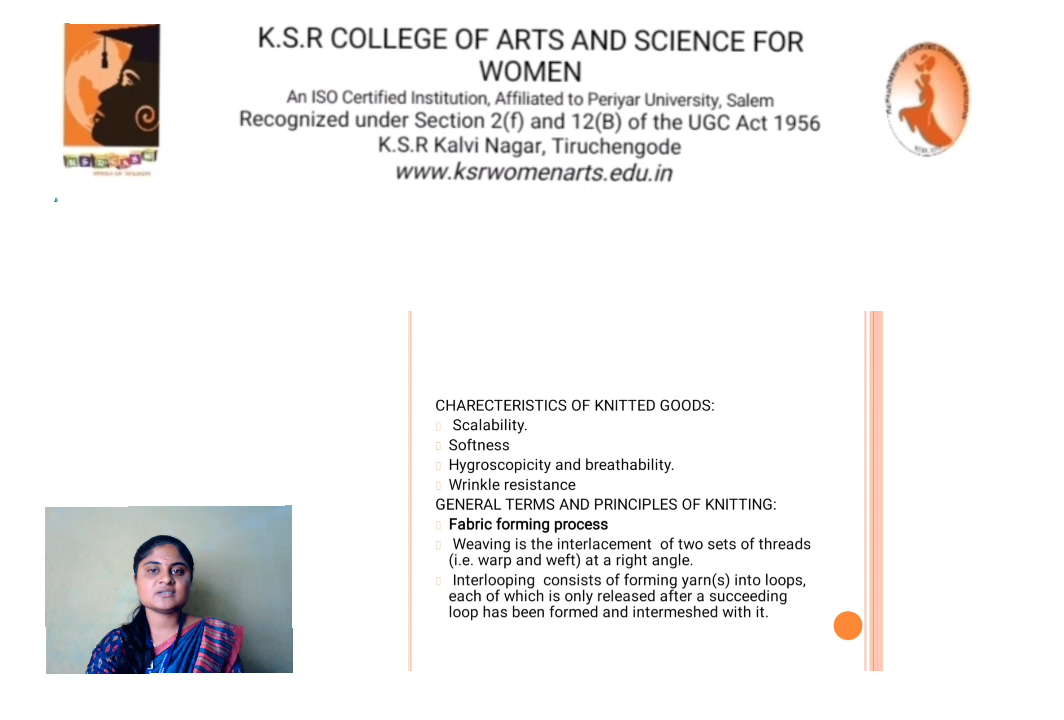 K.S.R COLLEGE OF ARTS AND SCIENCE FOR
WOMEN
An ISO Certified Institution, Affiliated to Periyar University, Salem
Recognized under Section 2(f) and 12(B) of the UGC Act 1956
K.S.R Kalvi Nagar, Tiruchengode
www.ksrwomenarts.edu.in
CHARECTERISTICS OF KNITTED GOODS:
Scalability.
Softness
Hygroscopicity and breathability.
Wrinkle resistance
GENERAL TERMS AND PRINCIPLES OF KNITTING:
Fabric forming process
Weaving is the interlacement of two sets of threads
(i.e. warp and weft) at a right angle.
Interlooping consists of forming yarn(s) into loops,
each of which is only released after a succeeding
loop has been formed and intermeshed with it.